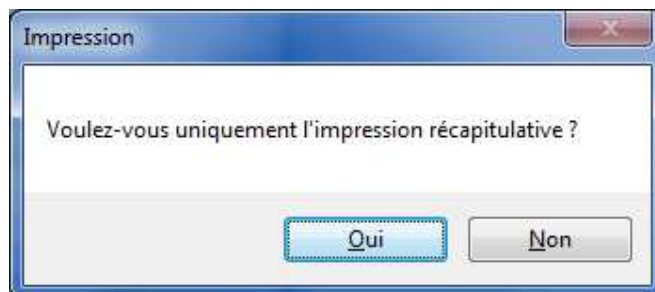 Impression
Voulez-vous uniquement l'impression récapitulative ?
Oui
Non